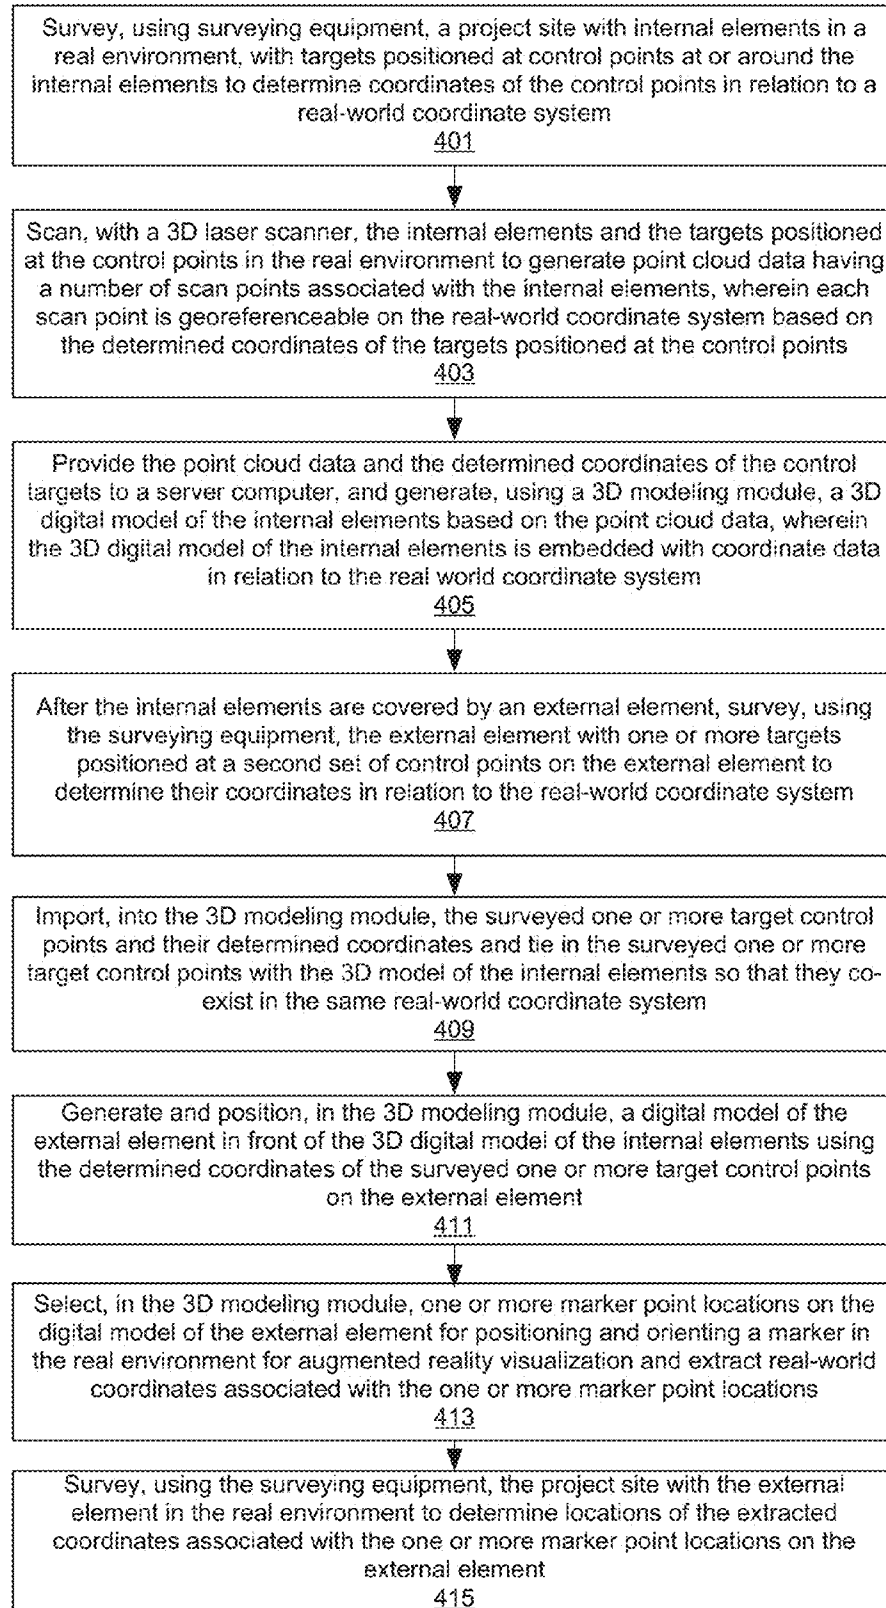 Survey, using surveying equipment, a project site with internal elements in a
real environment, with targets positioned at control points at or around the
internal elements to determine coordinates of the control points in relation to a
real-world coordinate system
401
Scan, with a 3D laser scanner, the internal elements and the targets positioned
at the control points in the real environment to generate point cloud data having
a number of scan points associated with the internal elements, wherein each
scan point is georeferenceable on the real-world coordinate system based on
the determined coordinates of the targets positioned at the control points
403
Provide the point cloud data and the determined coordinates of the control
targets to a server computer, and generate, using a 3D modeling module, a 3D
digital model of the internal elements based on the point cloud data, wherein
the 3D digital model of the internal elements is embedded with coordinate data
in relation to the real world coordinate system
405
After the internal elements are covered by an external element, survey, using
the surveying equipment, the external element with one or more targets
positioned at a second set of control points on the external element to
determine their coordinates in relation to the real-world coordinate system
407
Import, into the 3D modeling module, the surveyed one or more target control
points and their determined coordinates and tie in the surveyed one or more
target control points with the 3D model of the internal elements so that they co-
exist in the same real-world coordinate system
409
Generate and position, in the 3D modeling module, a digital model of the
external element in front of the 3D digital model of the internal elements using
the determined coordinates of the surveyed one or more target control points
on the external element
411
Select, in the 3D modeling module, one or more marker point locations on the
digital model of the external element for positioning and orienting a marker in
the real environment for augmented reality visualization and extract real-world
coordinates associated with the one or more marker point locations
413
Survey, using the surveying equipment, the project site with the external
element in the real environment to determine locations of the extracted
coordinates associated with the one or more marker point locations on the
external element
415